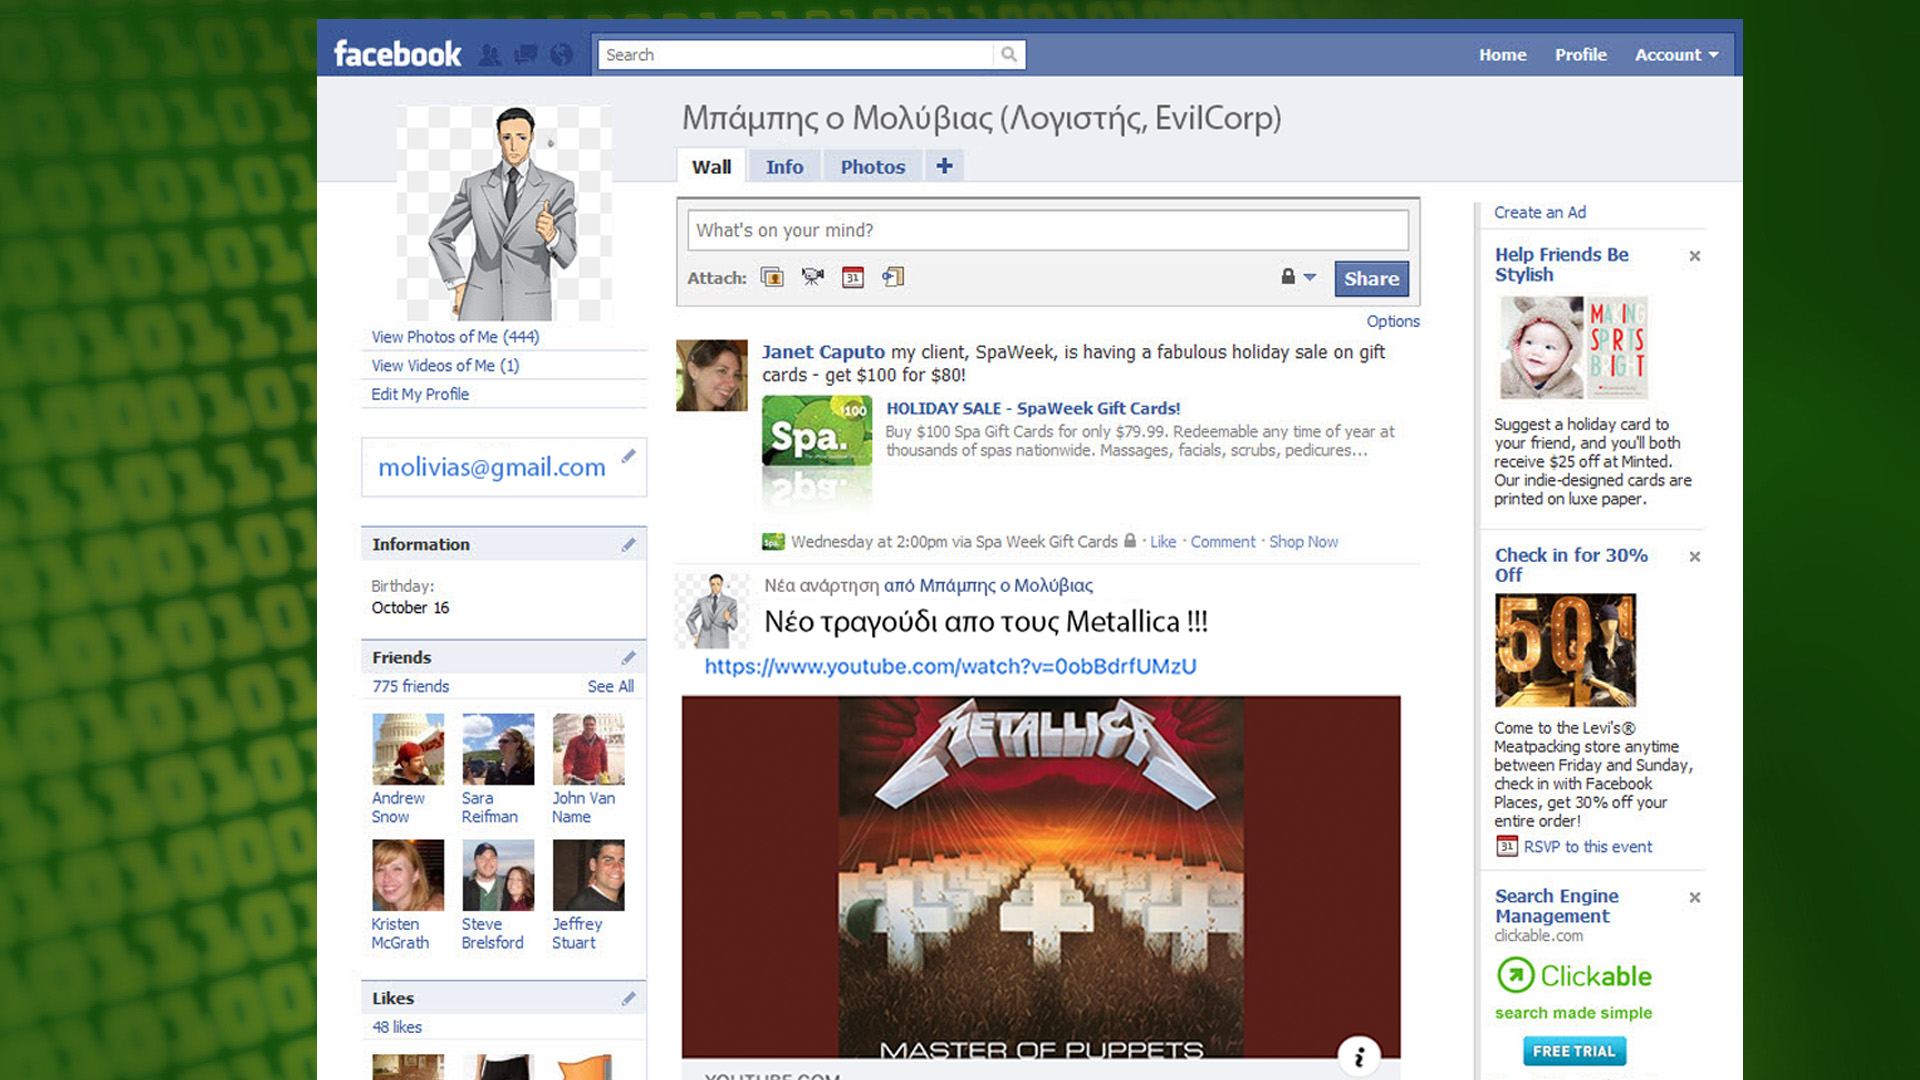 facebook
Search
Home Profile Account
Μπάμπης ο Μολύβιας (Λογιστής, EvilCorp)
Wall Info Photos +
What's on your mind?
Attach: 31 Share
Options
View Photos of Me (444)
View Videos of Me (1)
Edit My Profile
molivias@gmail.com
Information
Birthday:
October 16
Friends
775 friends See All
Andrew Snow
Sara Reifman
John Van Name
Kristen McGrath
Steve Brelsford
Jeffrey Stuart
Likes
48 likes
Janet Caputo my client, SpaWeek, is having a fabulous holiday sale on gift
cards - get $100 for $80!
$100
Spa.
HOLIDAY SALE - SpaWeek Gift Cards!
Buy $100 Spa Gift Cards for only $79.99. Redeemable any time of year at
thousands of spas nationwide. Massages, facials, scrubs, pedicures...
Spa. Wednesday at 2:00pm via Spa Week Gift Cards · Like · Comment · Shop Now
Νέα ανάρτηση από Μπάμπης ο Μολύβιας
Νέο τραγούδι απο τους Metallica !!!
https://www.youtube.com/watch?v=0obBdrfUMzU
METALLICA
MASTER OF PUPPETS
i
YOUTUBE.COM
Create an Ad
Help Friends Be
Stylish
MAKING
SPIRITS
BRIGHT
Suggest a holiday card to
your friend, and you'll both
receive $25 off at Minted.
Our indie-designed cards are
printed on luxe paper.
Check in for 30%
Off
501
Come to the Levi's®
Meatpacking store anytime
between Friday and Sunday,
check in with Facebook
Places, get 30% off your
entire order!
31 RSVP to this event
Search Engine
Management
clickable.com
Clickable
search made simple
FREE TRIAL